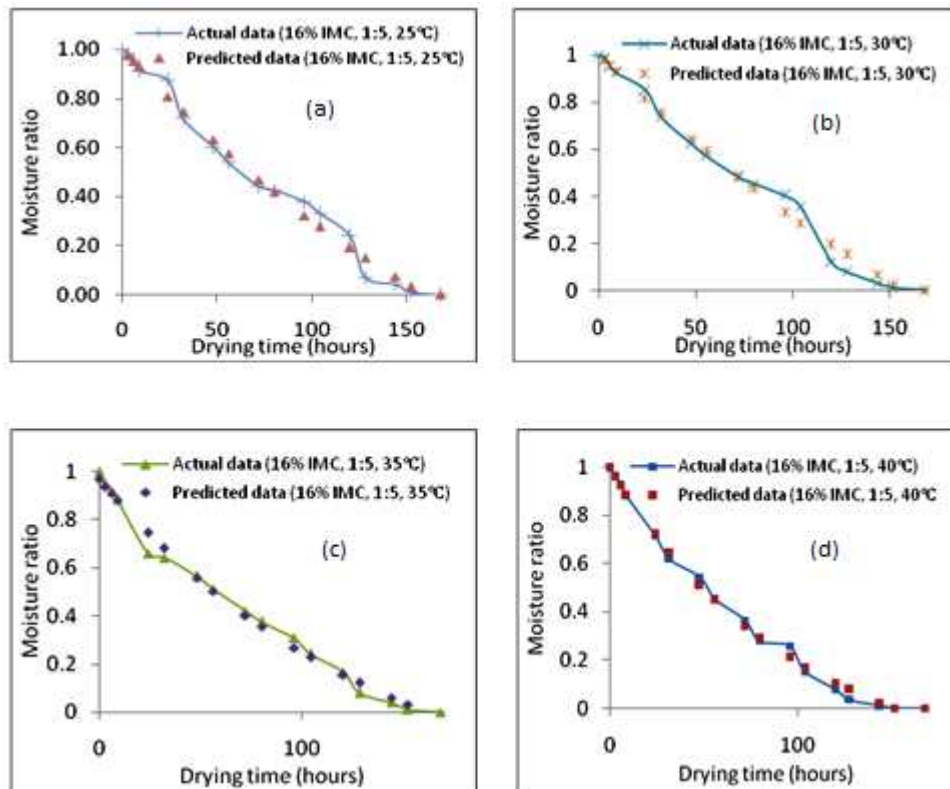 Actual data (16% IMC, 1:5, 25°C)
Predicted data (16% IMC, 1:5, 25°C)
(a)
Moisture ratio
1.00
0.80
0.60
0.40
0.20
0.00
0
50
100
150
Drying time (hours)
Actual data (16% IMC, 1:5, 30°C)
Predicted data (16% IMC, 1:5, 30°C)
(b)
Moisture ratio
1
0.8
0.6
0.4
0.2
0
0
50
100
150
Drying time (hours)
Actual data (16% IMC, 1:5, 35°C)
Predicted data (16% IMC, 1:5, 35°C)
(c)
Moisture ratio
1
0.8
0.6
0.4
0.2
0
0
100
Drying time (hours)
Actual data (16% IMC, 1:5, 40°C)
Predicted data (16% IMC, 1:5, 40°C
(d)
Moisture ratio
1
0.8
0.6
0.4
0.2
0
0
100
Drying time (hours)